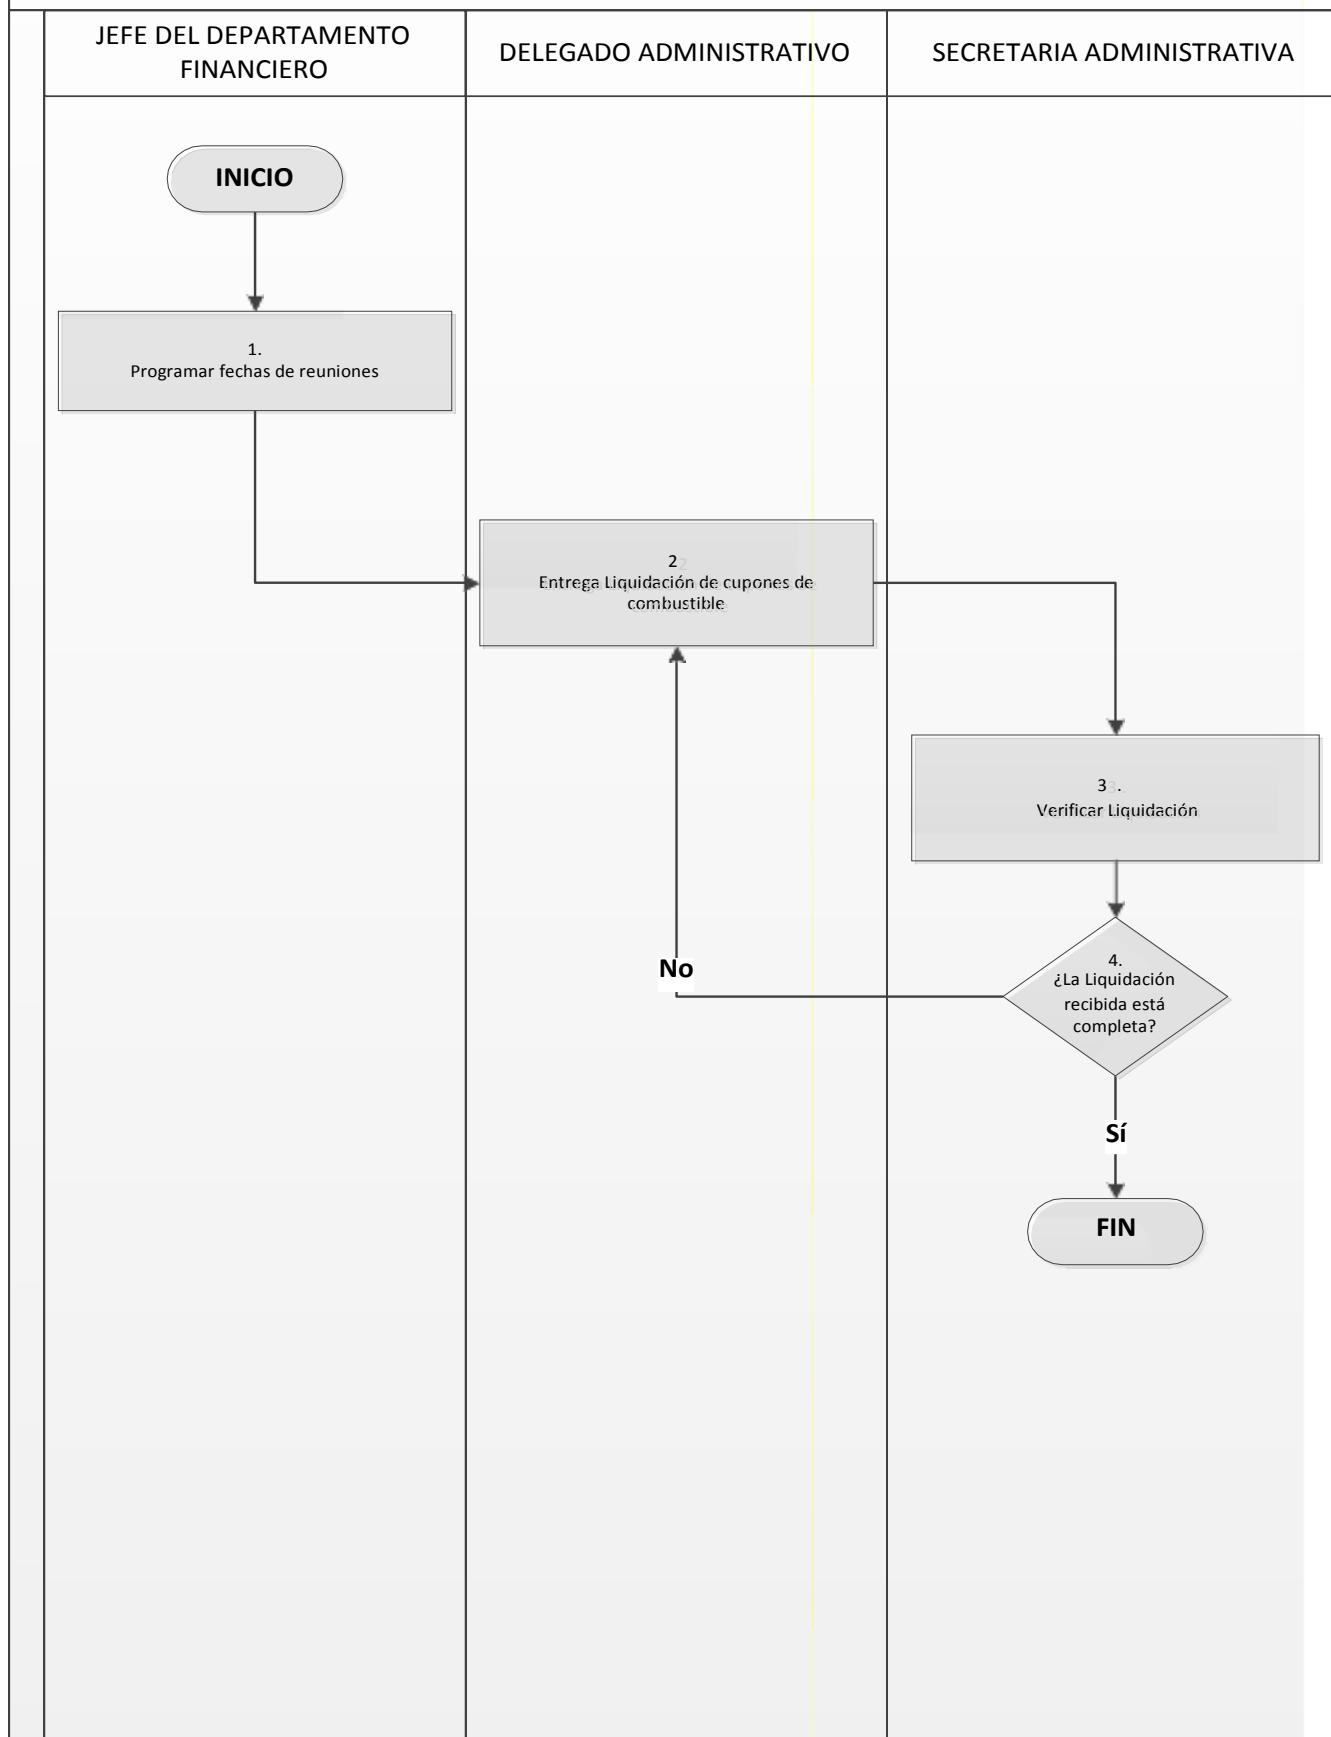 JEFE DEL DEPARTAMENTO
FINANCIERO
DELEGADO ADMINISTRATIVO
SECRETARIA ADMINISTRATIVA
INICIO
1.
Programar fechas de reuniones
2
Entrega Liquidación de cupones de
combustible
3.
Verificar Liquidación
4.
¿La Liquidación
recibida está
completa?
No
Sí
FIN